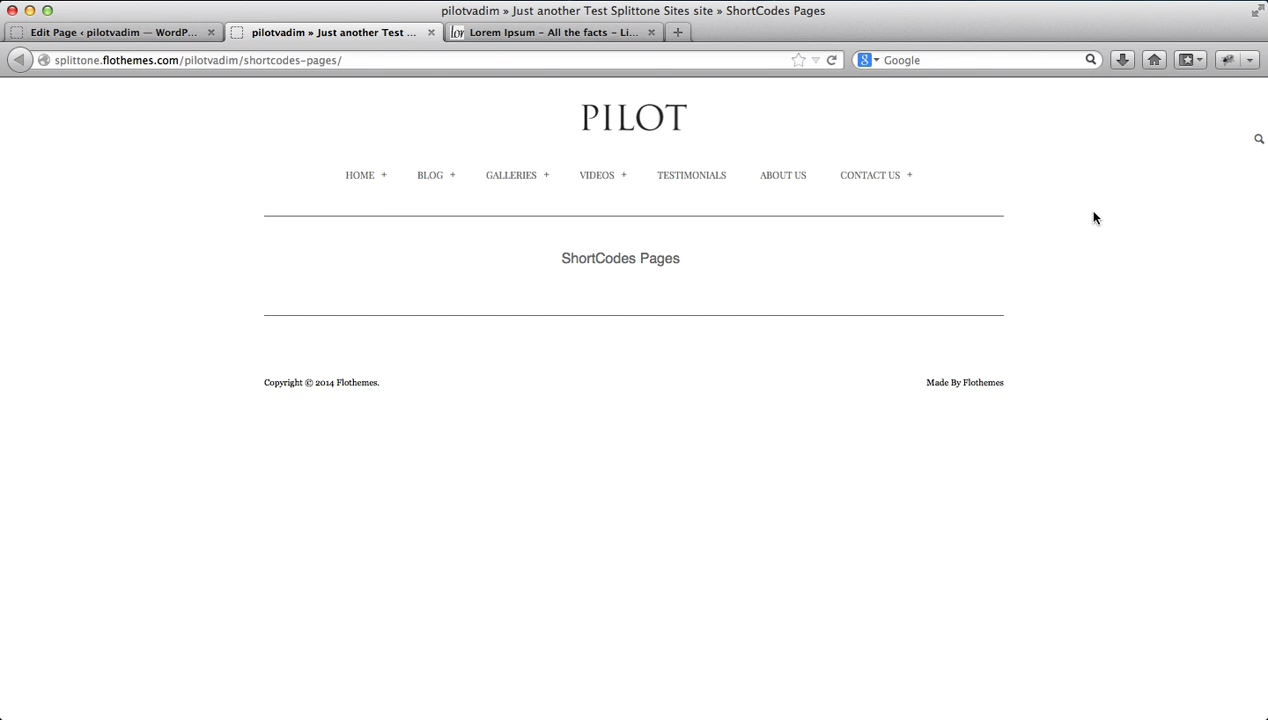 pilotvadim » Just another Test Splittone Sites site » ShortCodes Pages
Edit Page ‹ pilotvadim — WordP...
pilotvadim » Just another Test ...
lor Lorem Ipsum – All the facts – Li...
splittone.flothemes.com/pilotvadim/shortcodes-pages/
Google
PILOT
HOME + BLOG + GALLERIES + VIDEOS + TESTIMONIALS ABOUT US CONTACT US +
ShortCodes Pages
Copyright © 2014 Flothemes.
Made By Flothemes